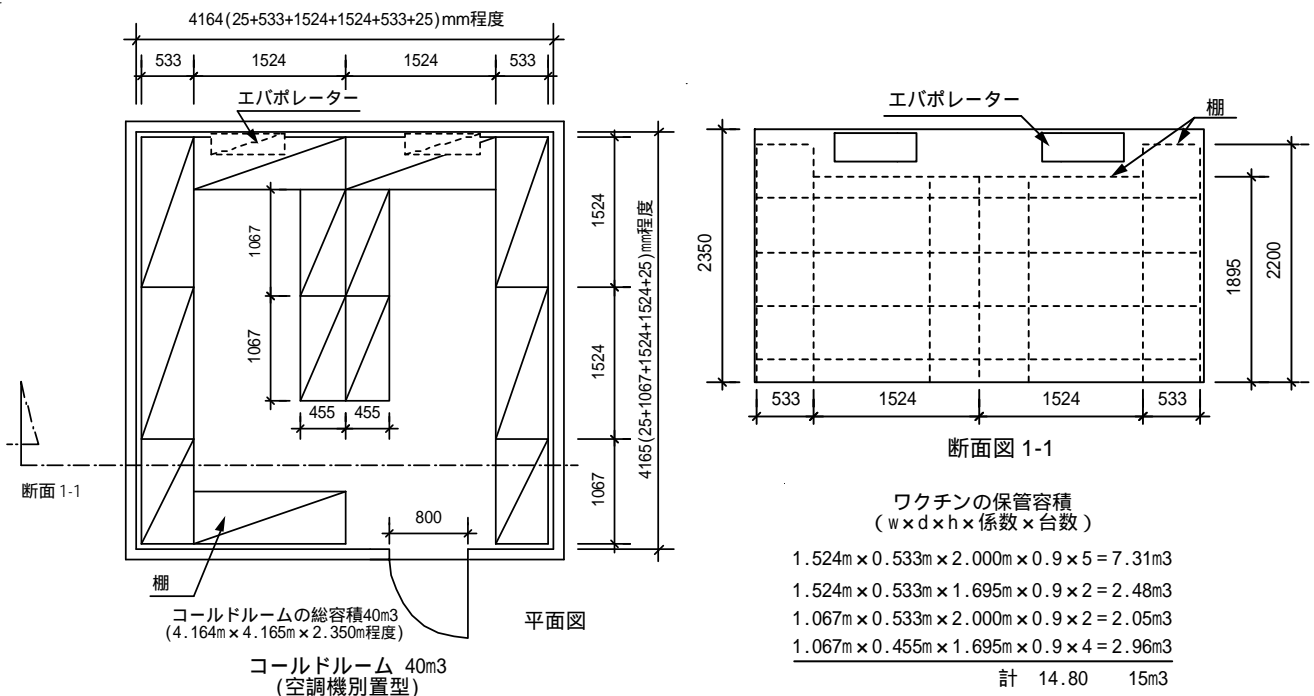 4164(25+533+1524+1524+533+25)mm程度
533 1524 1524 533
エバポレーター
1067
1067
455 455
1524
1524
1067
4165(25+1067+1524+1524+25)mm程度
断面 1-1
800
棚
コールドルームの総容積40m3
(4.164m×4.165m×2.350m程度)
平面図
コールドルーム 40m3
(空調機別置型)
エバポレーター
棚
2350
1895
2200
533 1524 1524 533
断面図 1-1
ワクチンの保管容積
(w×d×h×係数×台数)
1.524m×0.533m×2.000m×0.9×5=7.31m3
1.524m×0.533m×1.695m×0.9×2=2.48m3
1.067m×0.533m×2.000m×0.9×2=2.05m3
1.067m×0.455m×1.695m×0.9×4=2.96m3
計 14.80 15m3